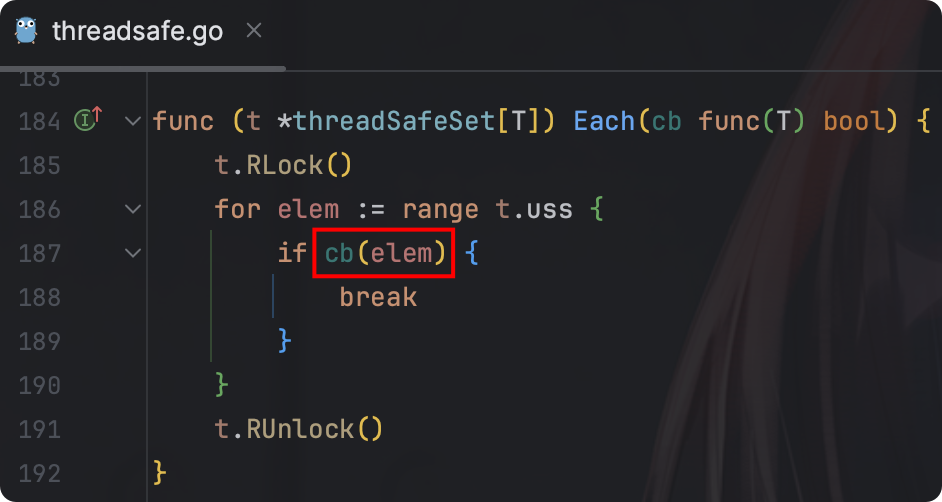 threadsafe.go ×
183
184 func (t *threadSafeSet[T]) Each(cb func(T) bool) {
185 t.RLock()
186 for elem := range t.uss {
187 if cb(elem) {
188 break
189 }
190 }
191 t.RUnlock()
192 }